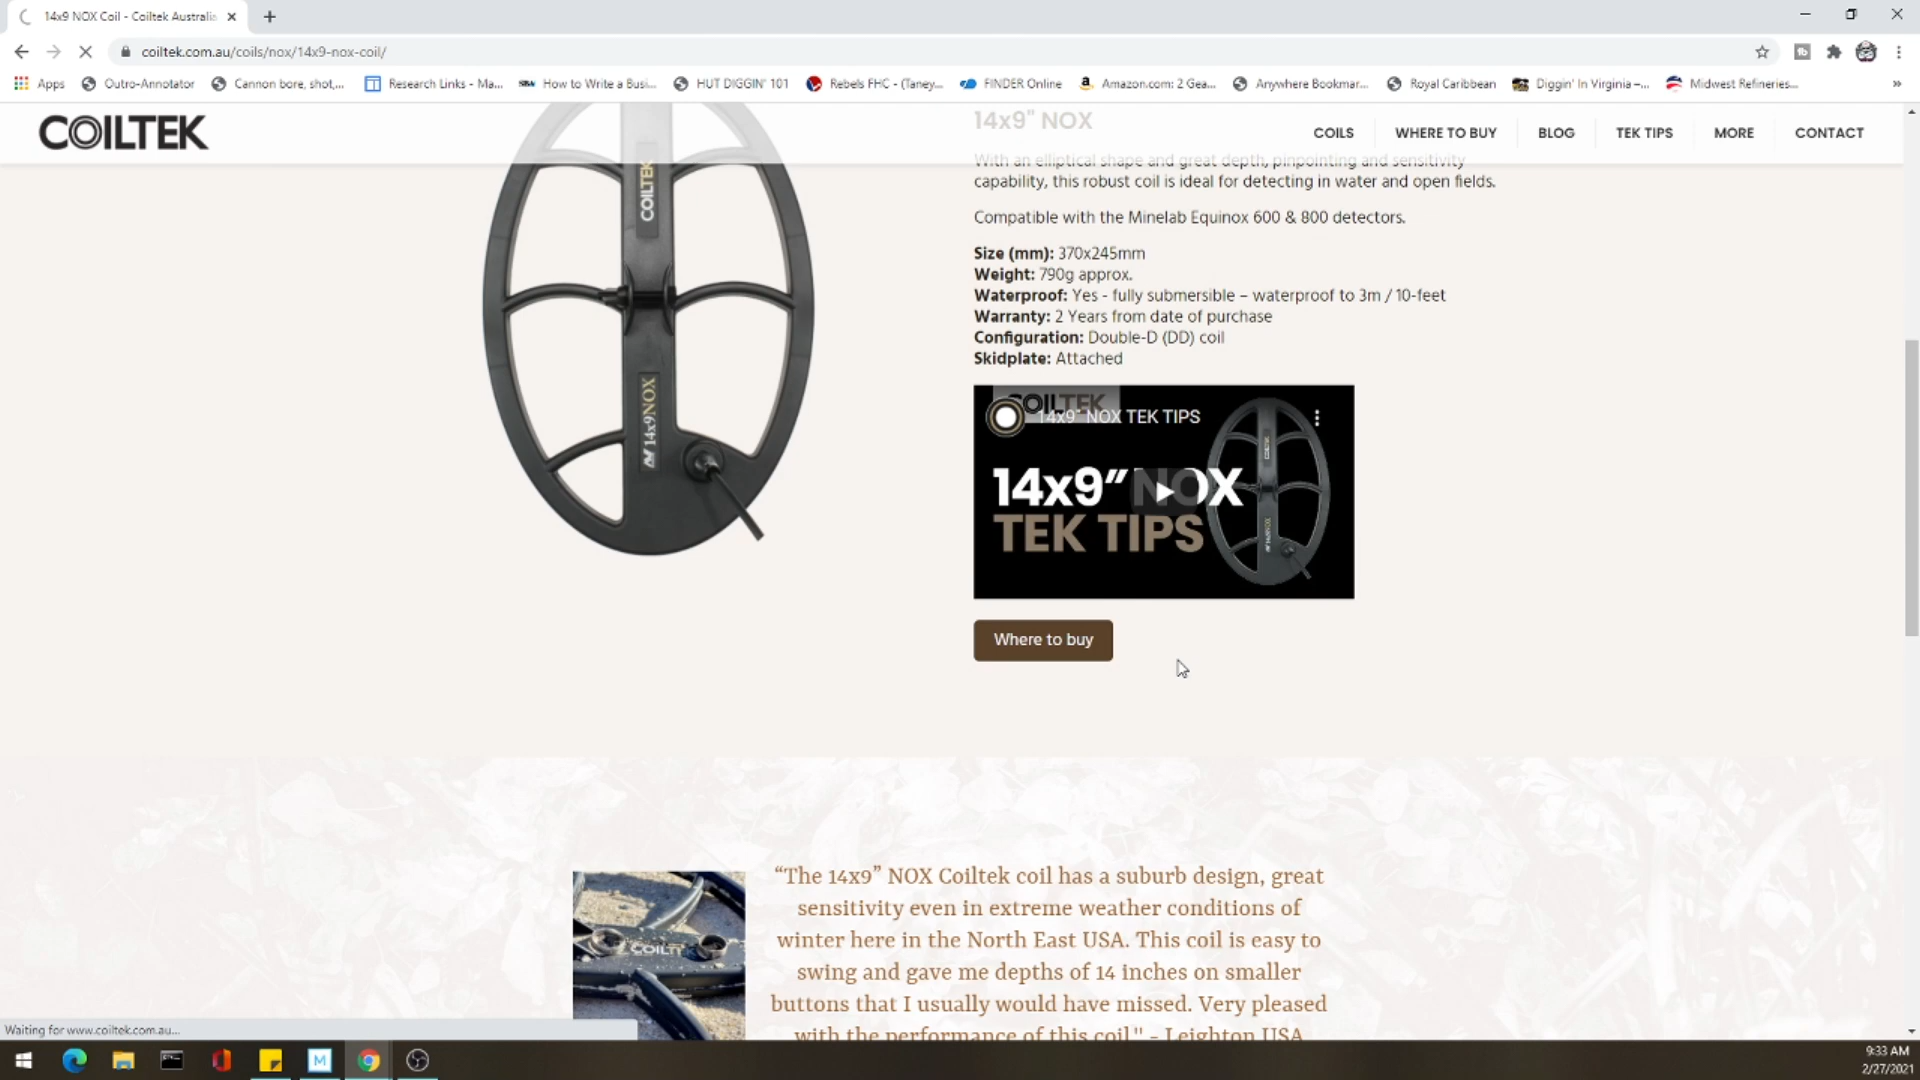 14x9 NOX Coil - Coiltek Australia
coiltek.com.au/coils/nox/14x9-nox-coil/
Apps Outro-Annotator Cannon bore, shot,... Research Links - Ma... How to Write a Busi... HUT DIGGIN' 101 Rebels FHC - (Taney... FINDER Online Amazon.com: 2 Gea... Anywhere Bookmar... Royal Caribbean Diggin' In Virginia –... Midwest Refineries... »
COILTEK COILS WHERE TO BUY BLOG TEK TIPS MORE CONTACT
14x9" NOX
With an elliptical shape and great depth, pinpointing and sensitivity
capability, this robust coil is ideal for detecting in water and open fields.
COILTEK
14x9NOX
Compatible with the Minelab Equinox 600 & 800 detectors.
Size (mm): 370x245mm
Weight: 790g approx.
Waterproof: Yes - fully submersible – waterproof to 3m / 10-feet
Warranty: 2 Years from date of purchase
Configuration: Double-D (DD) coil
Skidplate: Attached
COILTEK
14x9" NOX TEK TIPS
14x9” NOX
TEK TIPS
Where to buy
“The 14x9” NOX Coiltek coil has a suburb design, great
sensitivity even in extreme weather conditions of
winter here in the North East USA. This coil is easy to
swing and gave me depths of 14 inches on smaller
buttons that I usually would have missed. Very pleased
with the performance of this coil." - Leighton USA
Waiting for www.coiltek.com.au...
9:33 AM
2/27/2021